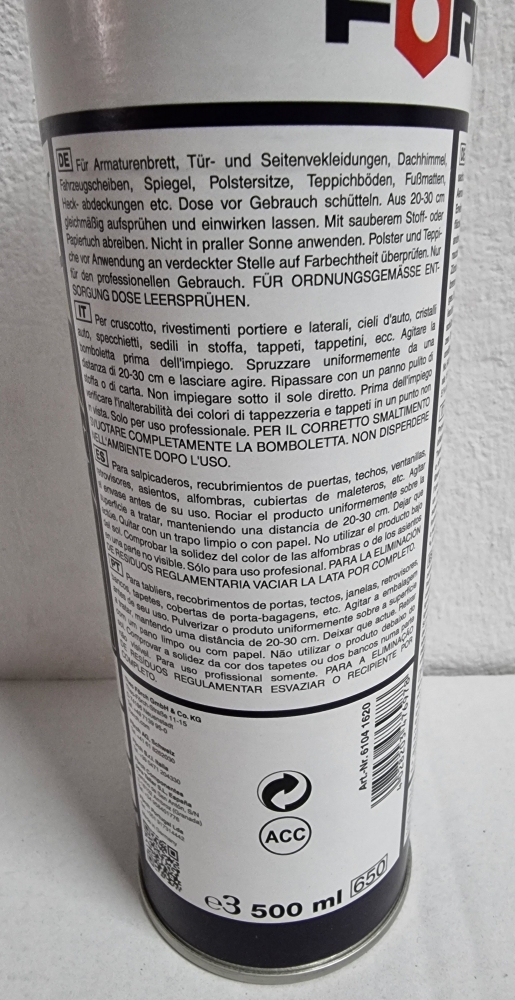 FÖR
DE Für Armaturenbrett, Tür- und Seitenvekleidungen, Dachhimmel,
Fahrzeugscheiben, Spiegel, Polstersitze, Teppichböden, Fußmatten,
Heck- abdeckungen etc. Dose vor Gebrauch schütteln. Aus 20-30 cm
gleichmäßig aufsprühen und einwirken lassen. Mit sauberem Stoff- oder
Papiertuch abreiben. Nicht in praller Sonne anwenden. Polster und Teppi-
che vor Anwendung an verdeckter Stelle auf Farbechtheit überprüfen. Nur
für den professionellen Gebrauch. FÜR ORDNUNGSGEMÄSSE ENT-
SORGUNG DOSE LEERSPRÜHEN.
IT Per cruscotto, rivestimenti portiere e laterali, cieli d'auto, cristalli
auto, specchietti, sedili in stoffa, tappeti, tappetini, ecc. Agitare la
bomboletta prima dell'impiego. Spruzzare uniformemente da una
distanza di 20-30 cm e lasciare agire. Ripassare con un panno pulito di
stoffa o di carta. Non impiegare sotto il sole diretto. Prima dell'impiego
verificare l'inalterabilità dei colori di tappezzeria e tappeti in un punto non
in vista. Solo per uso professionale. PER IL CORRETTO SMALTIMENTO
SVUOTARE COMPLETAMENTE LA BOMBOLETTA. NON DISPERDERE
NELL'AMBIENTE DOPO L'USO.
ES Para salpicaderos, recubrimientos de puertas, techos, ventanillas,
retrovisores, asientos, alfombras, cubiertas de maleteros, etc. Agitar
el envase antes de su uso. Rociar el producto uniformemente sobre la
superficie a tratar, manteniendo una distancia de 20-30 cm. Dejar que
actúe. Quitar con un trapo limpio o con papel. No utilizar el producto bajo
el sol. Comprobar la solidez del color de las alfombras o de los asientos
en una parte no visible. Sólo para uso profesional. PARA LA ELIMINACIÓN
DE RESIDUOS REGLAMENTARIA VACIAR LA LATA POR COMPLETO.
PT Para tabliers, recobrimentos de portas, tectos, janelas, retrovisores,
bancos, tapetes, cobertas de porta-bagagens, etc. Agitar a embalagem
antes de seu uso. Pulverizar o produto uniformemente sobre a superfície
a tratar, mantendo uma distância de 20-30 cm. Deixar que actue. Retirar
com pano limpo ou com papel. Não utilizar o produto debaixo do
sol. Comprovar a solidez da cor dos tapetes ou dos bancos numa parte
não visível. Para uso profissional somente. PARA A ELIMINAÇÃO
DE RESIDUOS REGULAMENTAR ESVAZIAR O RECIPIENTE POR
COMPLETO.
GmbH & Co. KG
Schweiz
España
Art.-Nr. 6104 1620
ACC
e3 500 ml 650